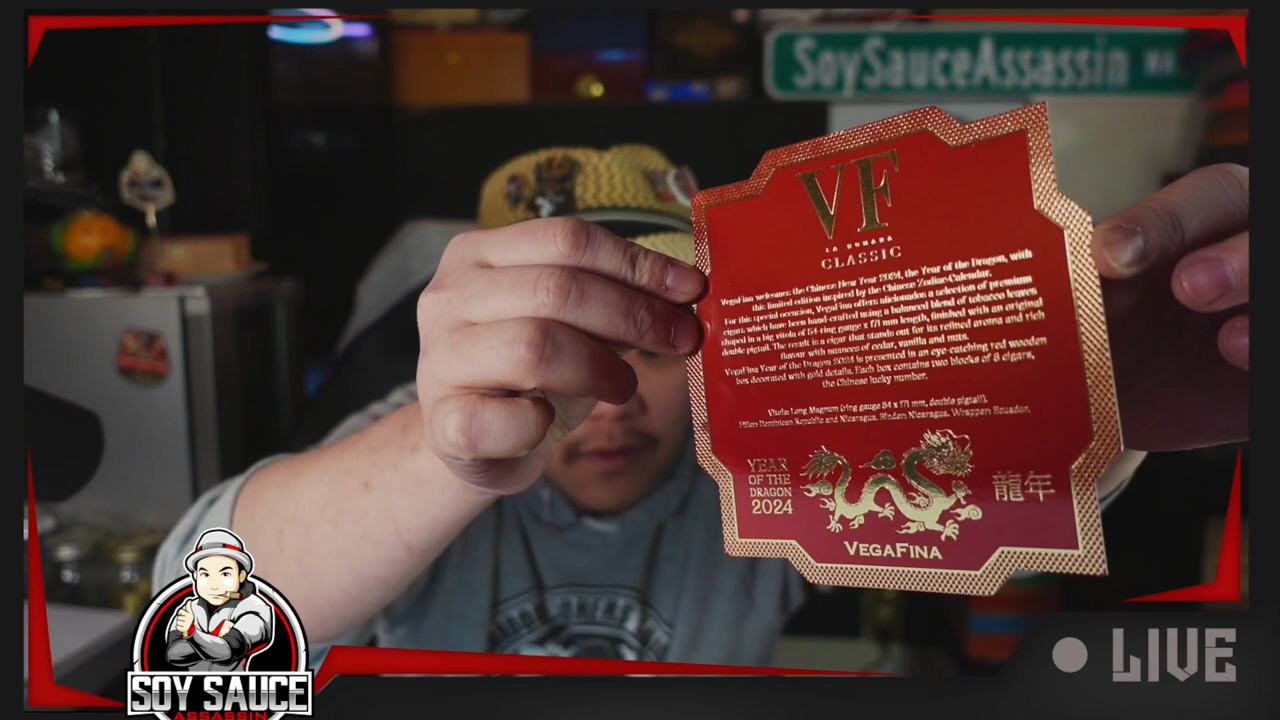 SoySauceAssassin
VF
LA ROMANA
CLASSIC
VegaFina welcomes the Chinese New Year 2024, the Year of the Dragon, with
this limited edition inspired by the Chinese Zodiac Calendar.
For this special occasion, VegaFina offers aficionados a selection of premium
cigars which have been hand-crafted using a balanced blend of tobacco leaves
shaped in a big vitola of 54-ring gauge x 171 mm length, finished with an original
double pigtail. The result is a cigar that stands out for its refined aroma and rich
flavour with nuances of cedar, vanilla and nuts.
VegaFina Year of the Dragon 2024 is presented in an eye-catching red wooden
box decorated with gold details. Each box contains two blocks of 8 cigars,
the Chinese lucky number.
Vitola: Long Magnum (ring gauge 54 x 171 mm, double pigtail).
Filler: Dominican Republic and Nicaragua. Binder: Nicaragua. Wrapper: Ecuador.
YEAR
OF THE
DRAGON
2024
龍年
VEGAFINA
SOY SAUCE
ASSASSIN
LIVE